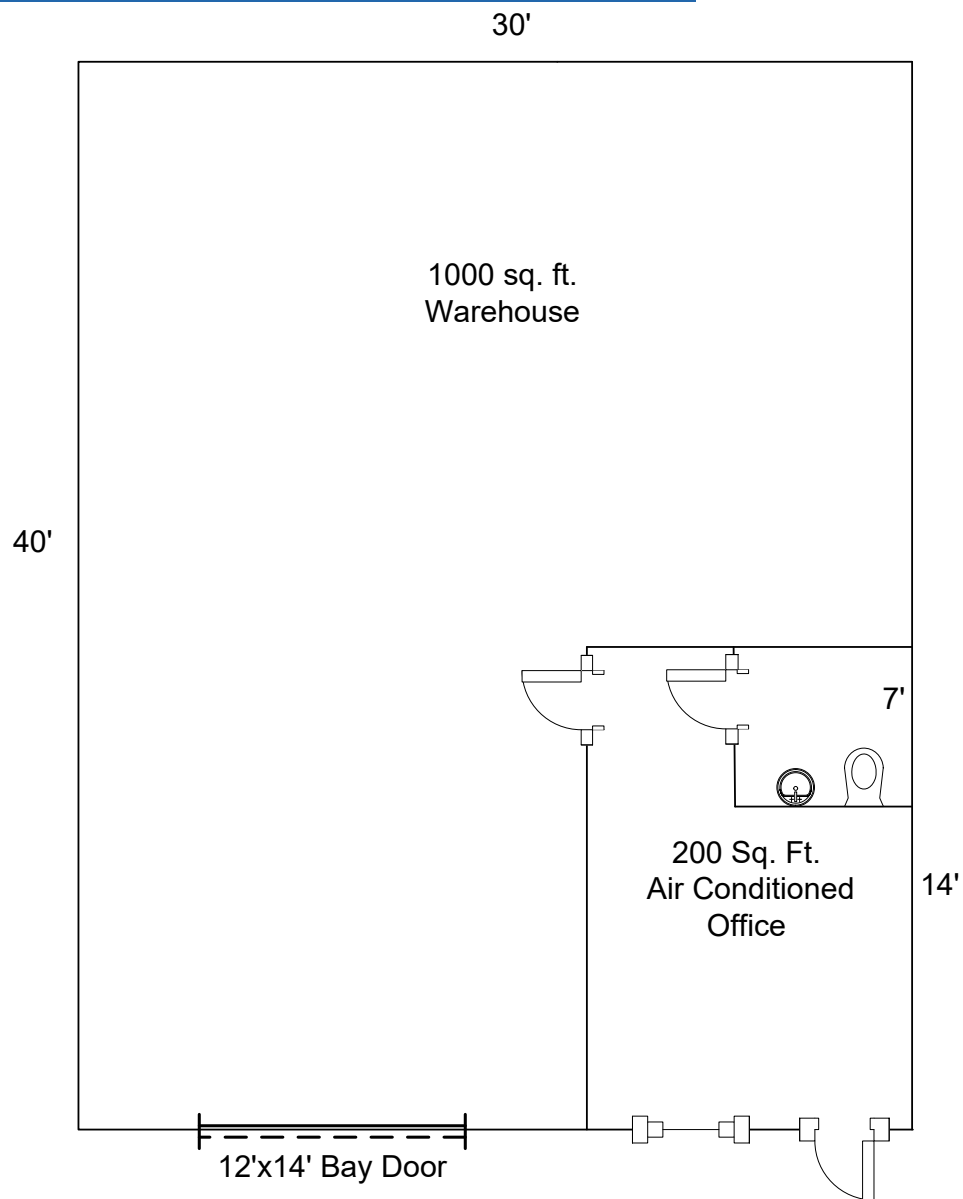 30'
1000 sq. ft.
Warehouse
40'
7'
200 Sq. Ft.
Air Conditioned
Office
14'
12'x14' Bay Door